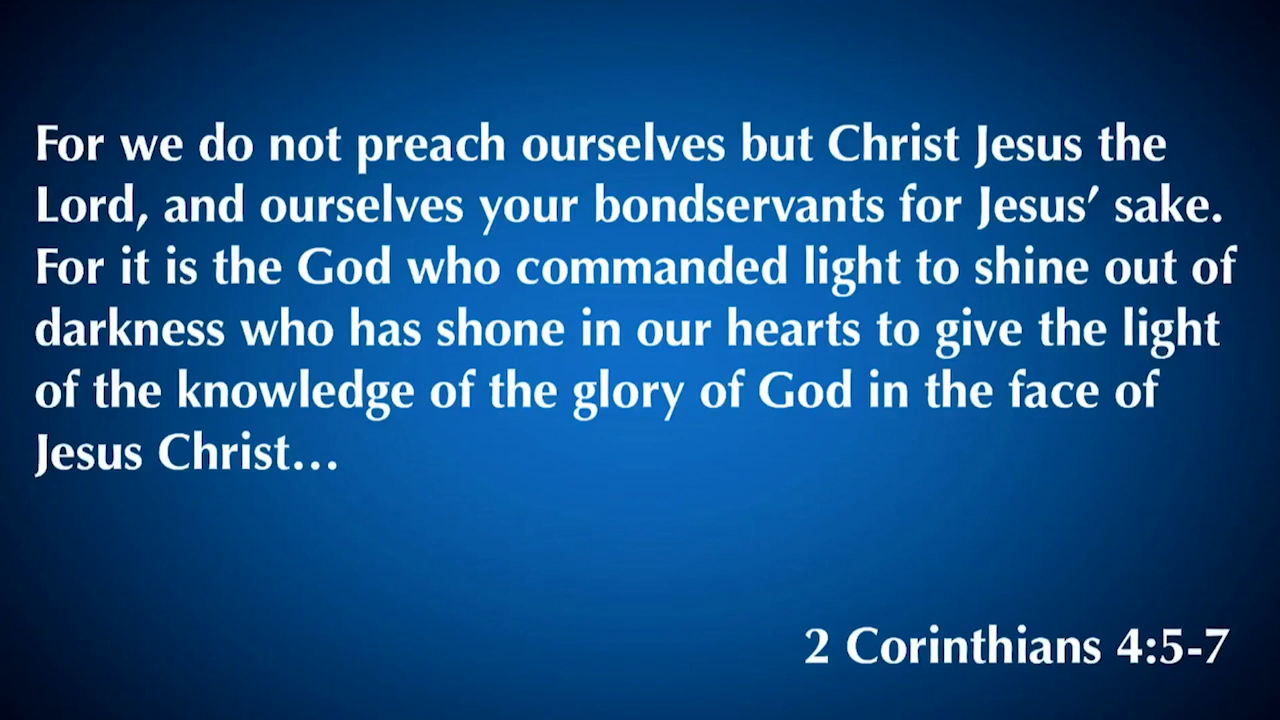 For we do not preach ourselves but Christ Jesus the
Lord, and ourselves your bondservants for Jesus’ sake.
For it is the God who commanded light to shine out of
darkness who has shone in our hearts to give the light
of the knowledge of the glory of God in the face of
Jesus Christ…
2 Corinthians 4:5-7